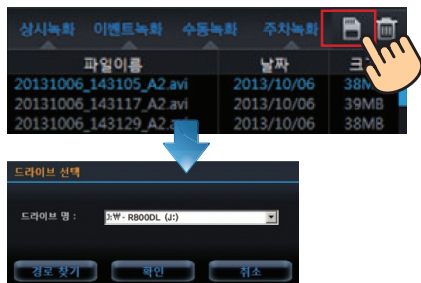 상시녹화 이벤트녹화 수동녹화 주차녹화
파일이름 날짜
20131006_143105_A2.avi 2013/10/06 38M
20131006_143117_A2.avi 2013/10/06 39MB
20131006_143129_A2.avi 2013/10/06 38MB
드라이브 선택
드라이브 명 : J:₩ - R800DL (J:)
경로 찾기 확인 취소